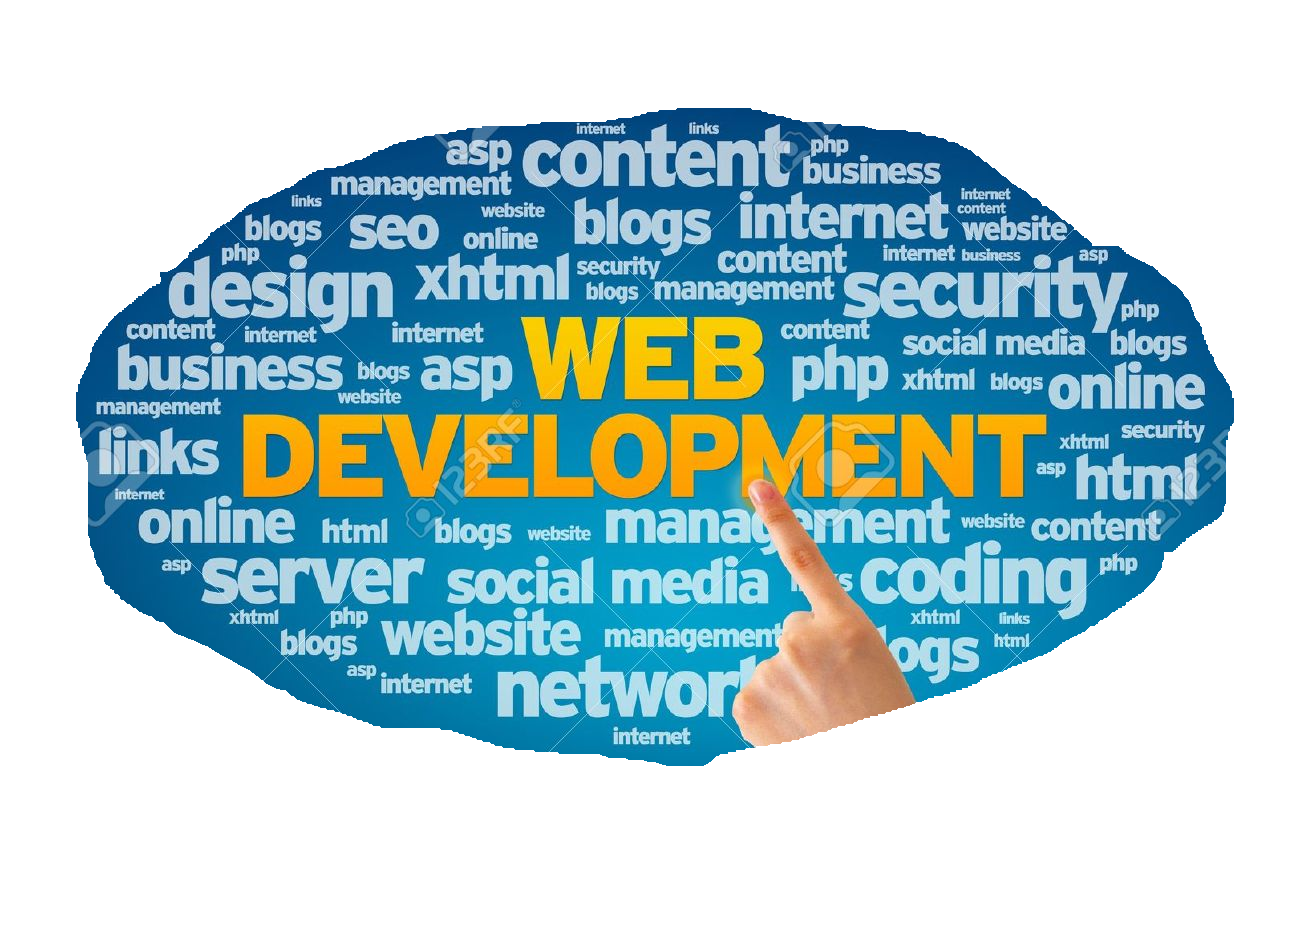 internet links
asp content php
management business
links website blogs internet internet
content
blogs seo online website
php xhtml security content internet business asp
design blogs management security php
content internet internet WEB content social media blogs
business blogs asp php xhtml blogs online
management website
links DEVELOPMENT xhtml security
asp html
internet
online html blogs website management website content
asp server social media coding php
xhtml php website xhtml links
blogs management html
asp internet
internet
123RF